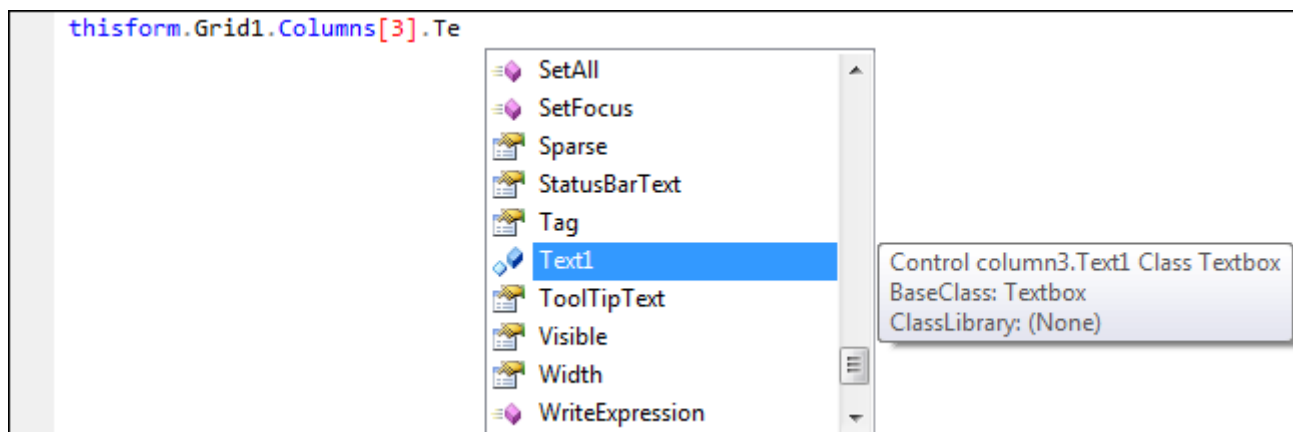 thisform.Grid1.Columns[3].Te
SetAll
SetFocus
Sparse
StatusBarText
Tag
Text1
ToolTipText
Visible
Width
WriteExpression
Control column3.Text1 Class Textbox
BaseClass: Textbox
ClassLibrary: (None)